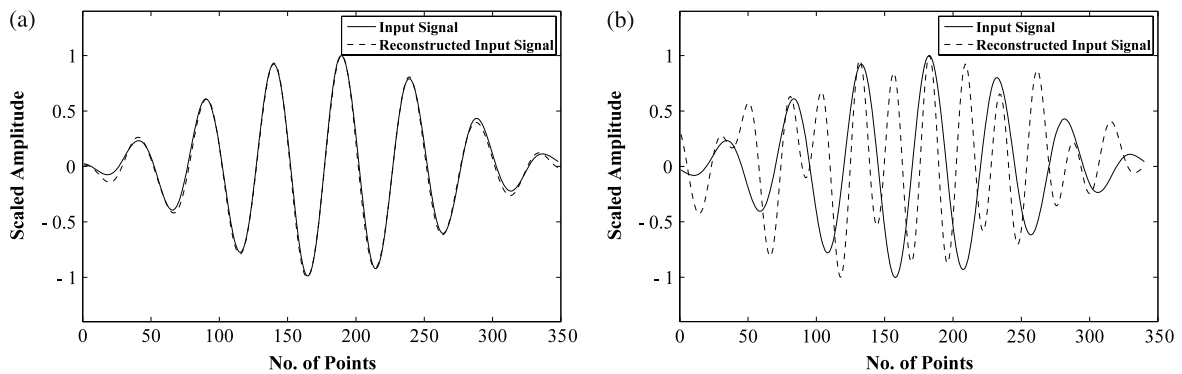 (a)
Input Signal
Reconstructed Input Signal
1
0.5
0
- 0.5
- 1
Scaled Amplitude
0 50 100 150 200 250 300 350
No. of Points
(b)
Input Signal
Reconstructed Input Signal
1
0.5
0
- 0.5
- 1
Scaled Amplitude
0 50 100 150 200 250 300 350
No. of Points